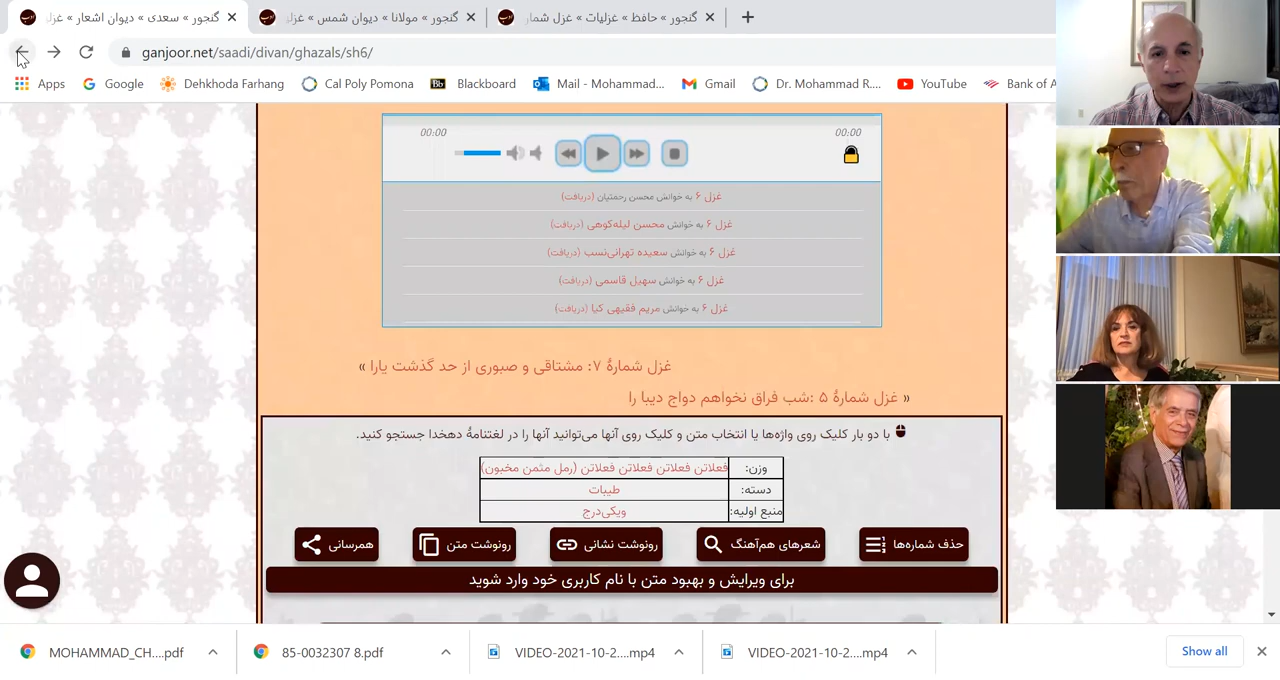 گنجور » سعدی » دیوان اشعار » غزل
گنجور » مولانا » دیوان شمس » غزل
گنجور » حافظ » غزلیات » غزل شمار
ganjoor.net/saadi/divan/ghazals/sh6/
Apps Google Dehkhoda Farhang Cal Poly Pomona Blackboard Mail - Mohammad... Gmail Dr. Mohammad R.... YouTube Bank of A
00:00 00:00
غزل ۶ به خوانش محسن رحمتیان (دریافت)
غزل ۶ به خوانش محسن لیله‌کوهی (دریافت)
غزل ۶ به خوانش سعیده تهرانی‌نسب (دریافت)
غزل ۶ به خوانش سهیل قاسمی (دریافت)
غزل ۶ به خوانش مریم فقیهی کیا (دریافت)
غزل شمارهٔ ۷: مشتاقی و صبوری از حد گذشت یارا »
« غزل شمارهٔ ۵ :شب فراق نخواهم دواج دیبا را
با دو بار کلیک روی واژه‌ها یا انتخاب متن و کلیک روی آنها می‌توانید آنها را در لغتنامهٔ دهخدا جستجو کنید.
وزن: فعلاتن فعلاتن فعلاتن فعلاتن (رمل مثمن مخبون)
دسته: طیبات
منبع اولیه: ویکی‌درج
حذف شماره‌ها شعرهای هم‌آهنگ رونوشت نشانی رونوشت متن همرسانی
برای ویرایش و بهبود متن با نام کاربری خود وارد شوید
MOHAMMAD_CH....pdf 85-0032307 8.pdf VIDEO-2021-10-2....mp4 VIDEO-2021-10-2....mp4 Show all